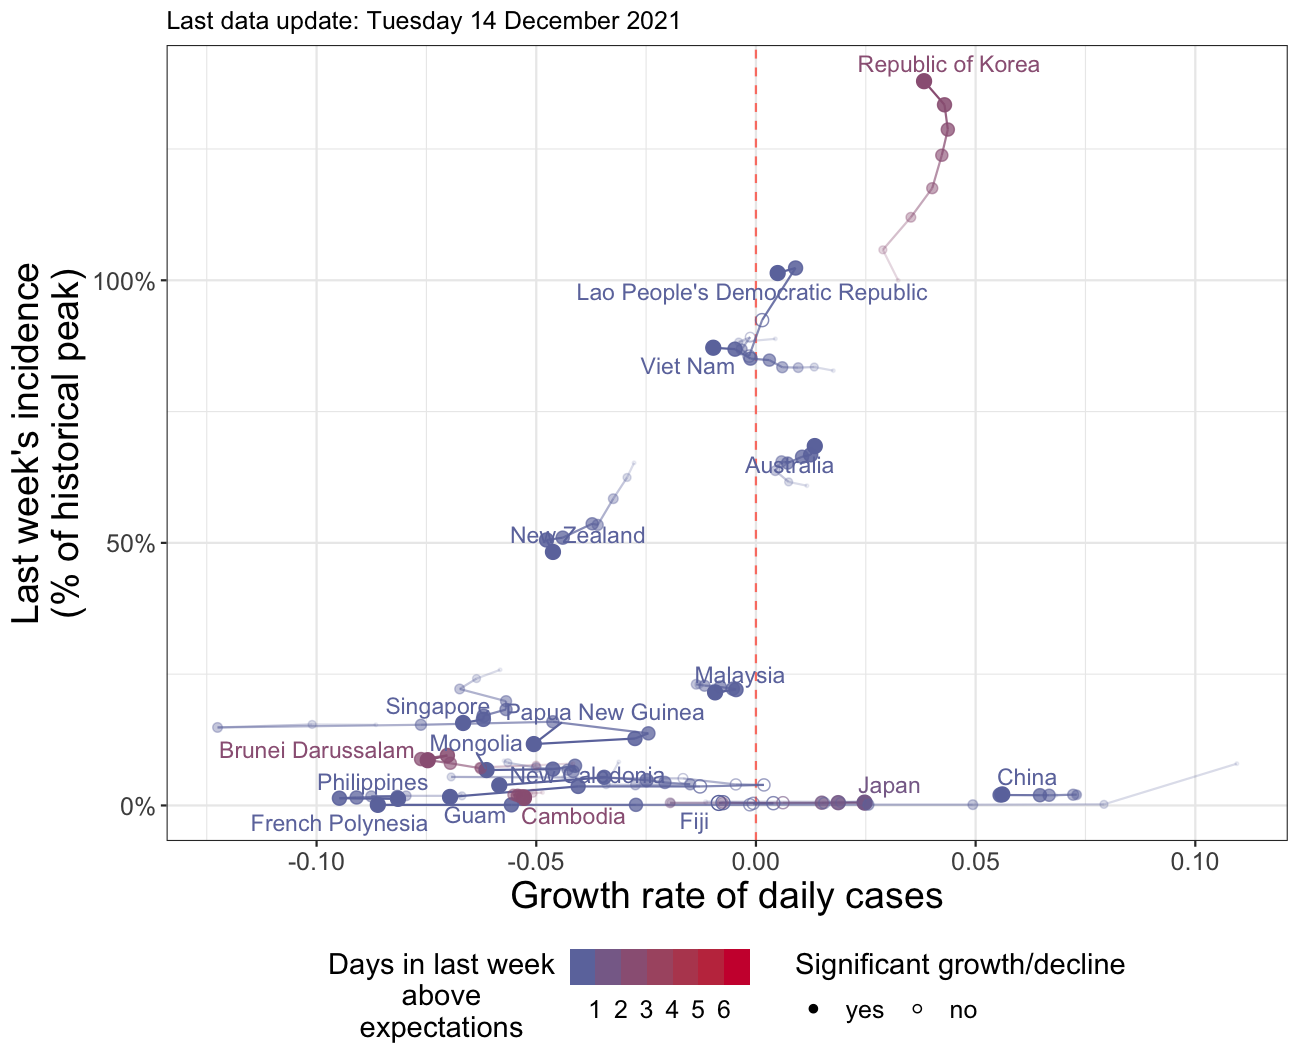 Last data update: Tuesday 14 December 2021
Republic of Korea
Lao People's Democratic Republic
Viet Nam
Australia
New Zealand
Malaysia
Singapore
Papua New Guinea
Brunei Darussalam
Mongolia
New Caledonia
Philippines
Japan
China
French Polynesia
Guam
Cambodia
Fiji
Last week's incidence
(% of historical peak)
100%
50%
0%
-0.10
-0.05
0.00
0.05
0.10
Growth rate of daily cases
Days in last week
above
expectations
1 2 3 4 5 6
Significant growth/decline
yes
no